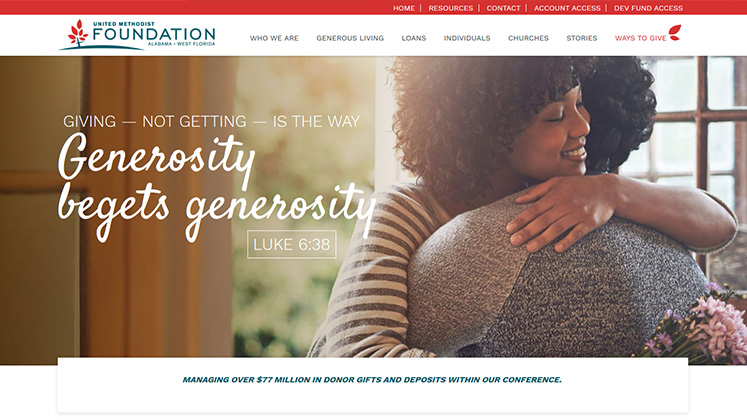 HOME | RESOURCES | CONTACT | ACCOUNT ACCESS | DEV FUND ACCESS
UNITED METHODIST
FOUNDATION
ALABAMA • WEST FLORIDA
WHO WE ARE GENEROUS LIVING LOANS INDIVIDUALS CHURCHES STORIES WAYS TO GIVE
GIVING — NOT GETTING — IS THE WAY
Generosity
begets generosity
LUKE 6:38
MANAGING OVER $77 MILLION IN DONOR GIFTS AND DEPOSITS WITHIN OUR CONFERENCE.